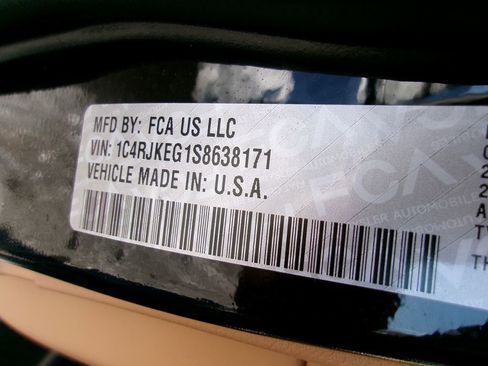 MFD BY: FCA US LLC
VIN: 1C4RJKEG1S8638171
VEHICLE MADE IN: U.S.A.